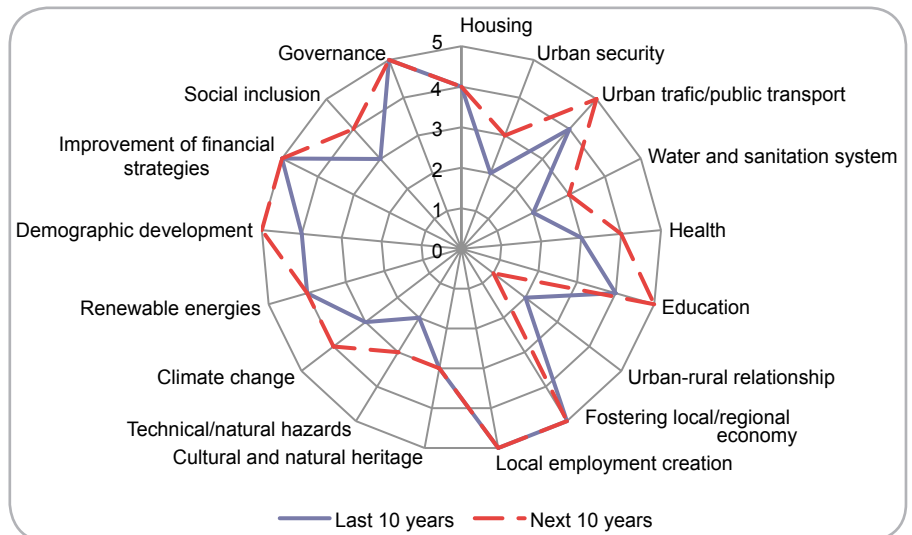 Housing
Urban security
Urban trafic/public transport
Water and sanitation system
Health
Education
Urban-rural relationship
Fostering local/regional
economy
Local employment creation
Cultural and natural heritage
Technical/natural hazards
Climate change
Renewable energies
Demographic development
Improvement of financial
strategies
Social inclusion
Governance
5
4
3
2
1
0
Last 10 years
Next 10 years